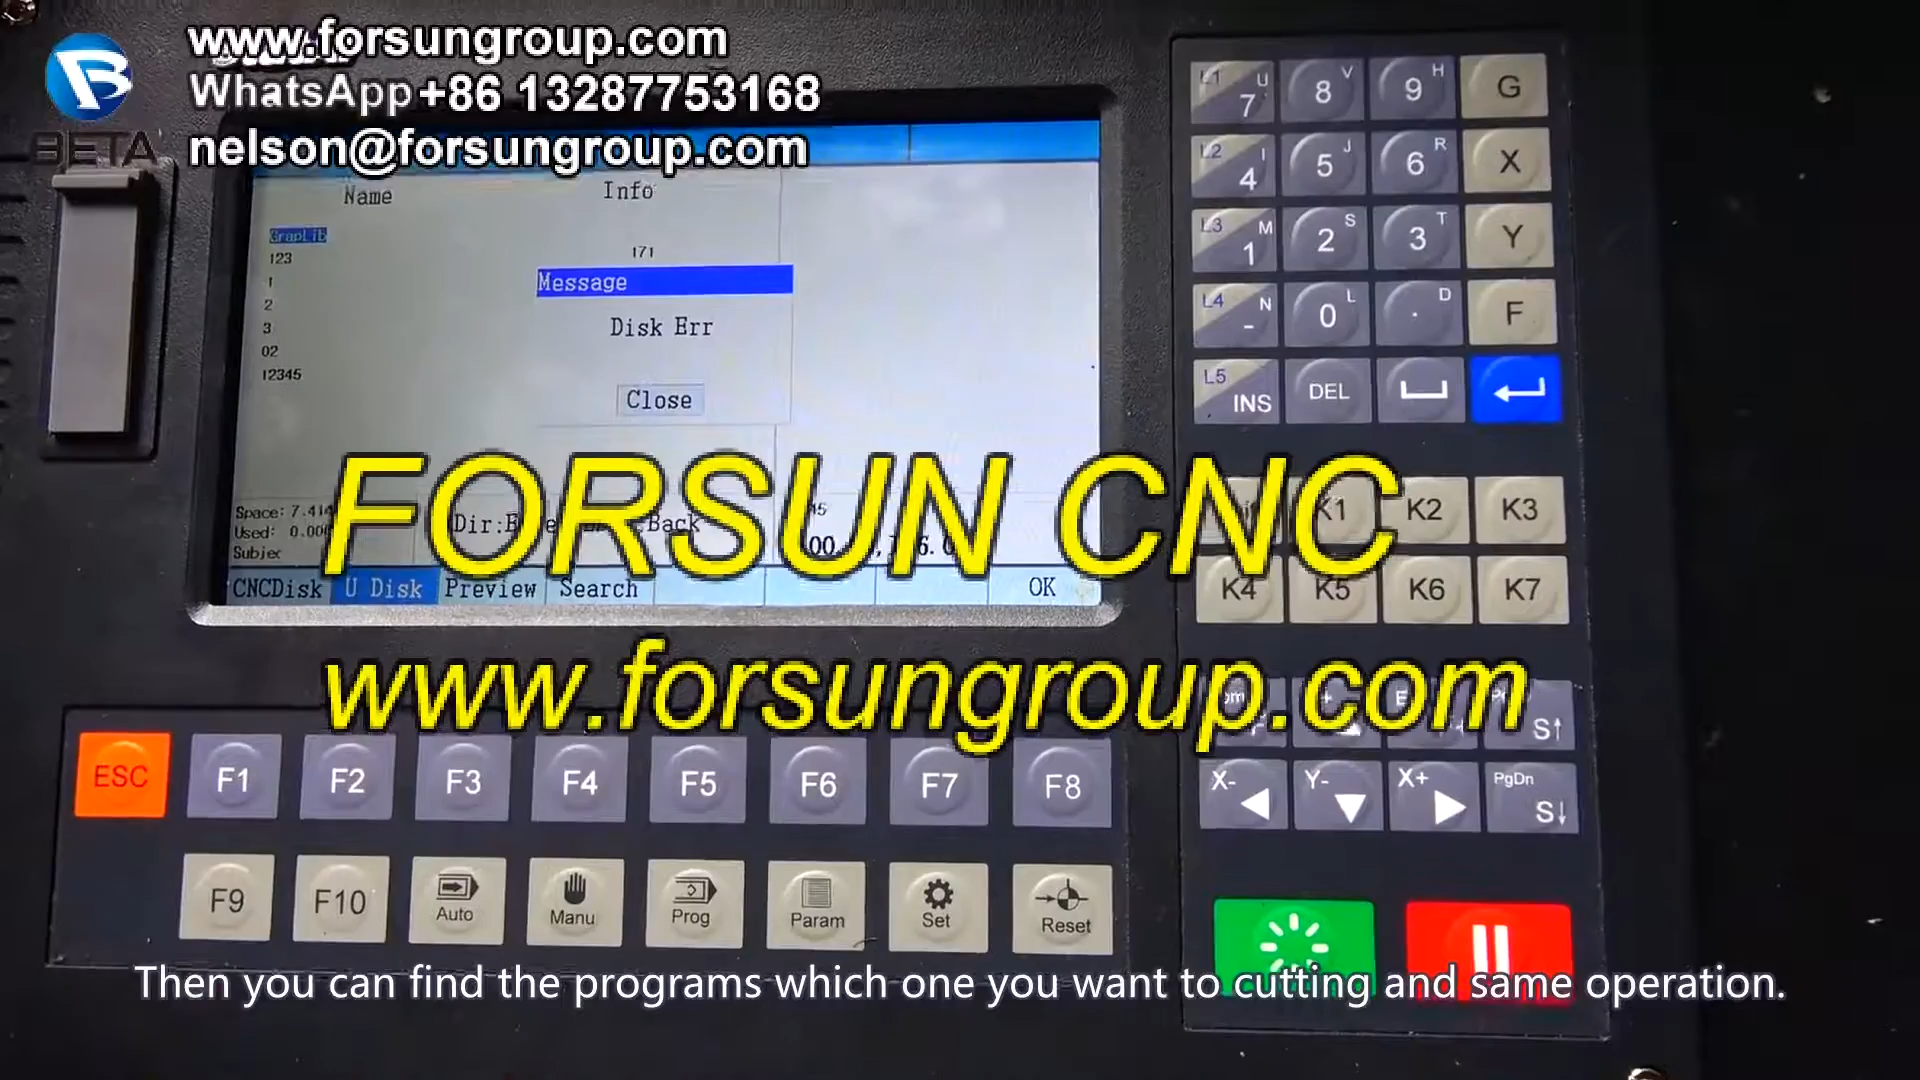 www.forsungroup.com
WhatsApp +86 13287753168
nelson@forsungroup.com
BETA
Name Info
GrapLib
123 171
1
2
3
02
12345
Message
Disk Err
Close
Space: 7.414
Used: 0.00
Back
CNCDisk U Disk Preview Search OK
FORSUN CNC
www.forsungroup.com
L1 7 U 8 V 9 H G
L2 4 I 5 J 6 R X
L3 1 M 2 S 3 T Y
L4 - N 0 L . D F
L5 INS DEL
K1 K2 K3
K4 K5 K6 K7
S↑
X- Y- X+ PgDn S↓
ESC F1 F2 F3 F4 F5 F6 F7 F8
F9 F10 Auto Manu Prog Param Set Reset
Then you can find the programs which one you want to cutting and same operation.